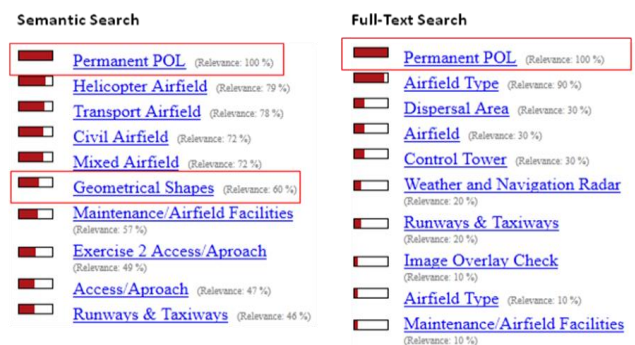 Semantic Search
Permanent POL (Relevance: 100 %)
Helicopter Airfield (Relevance: 79 %)
Transport Airfield (Relevance: 78 %)
Civil Airfield (Relevance: 72 %)
Mixed Airfield (Relevance: 72 %)
Geometrical Shapes (Relevance: 60 %)
Maintenance/Airfield Facilities
(Relevance: 57 %)
Exercise 2 Access/Aproach
(Relevance: 49 %)
Access/Aproach (Relevance: 47 %)
Runways & Taxiways (Relevance: 46 %)
Full-Text Search
Permanent POL (Relevance: 100 %)
Airfield Type (Relevance: 90 %)
Dispersal Area (Relevance: 30 %)
Airfield (Relevance: 30 %)
Control Tower (Relevance: 30 %)
Weather and Navigation Radar
(Relevance: 20 %)
Runways & Taxiways
(Relevance: 20 %)
Image Overlay Check
(Relevance: 10 %)
Airfield Type (Relevance: 10 %)
Maintenance/Airfield Facilities
(Relevance: 10 %)